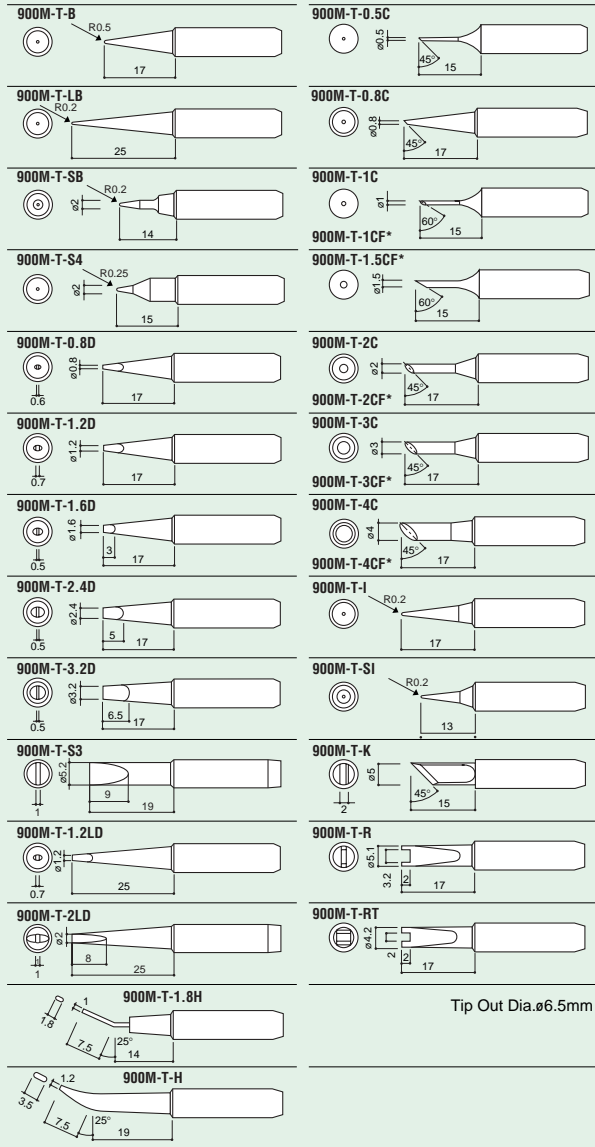 900M-T-B
R0.5
17
900M-T-LB
R0.2
25
900M-T-SB
R0.2
ø2
14
900M-T-S4
R0.25
ø2
15
900M-T-0.8D
ø0.8
0.6
17
900M-T-1.2D
ø1.2
0.7
17
900M-T-1.6D
ø1.6
0.5
3
17
900M-T-2.4D
ø2.4
0.5
5
17
900M-T-3.2D
ø3.2
0.5
6.5
17
900M-T-S3
ø5.2
1
9
19
900M-T-1.2LD
ø1.2
0.7
25
900M-T-2LD
ø2
1
8
25
900M-T-1.8H
1
1.8
7.5
25°
14
900M-T-H
1.2
3.5
7.5
25°
19
900M-T-0.5C
ø0.5
45°
15
900M-T-0.8C
ø0.8
45°
17
900M-T-1C
ø1
60°
15
900M-T-1CF*
900M-T-1.5CF*
ø1.5
60°
15
900M-T-2C
ø2
45°
17
900M-T-2CF*
900M-T-3C
ø3
45°
17
900M-T-3CF*
900M-T-4C
ø4
45°
17
900M-T-4CF*
900M-T-I
R0.2
17
900M-T-SI
R0.2
13
900M-T-K
ø5
45°
2
15
900M-T-R
ø5.1
3.2
2
17
900M-T-RT
ø4.2
2
2
17
Tip Out Dia.ø6.5mm